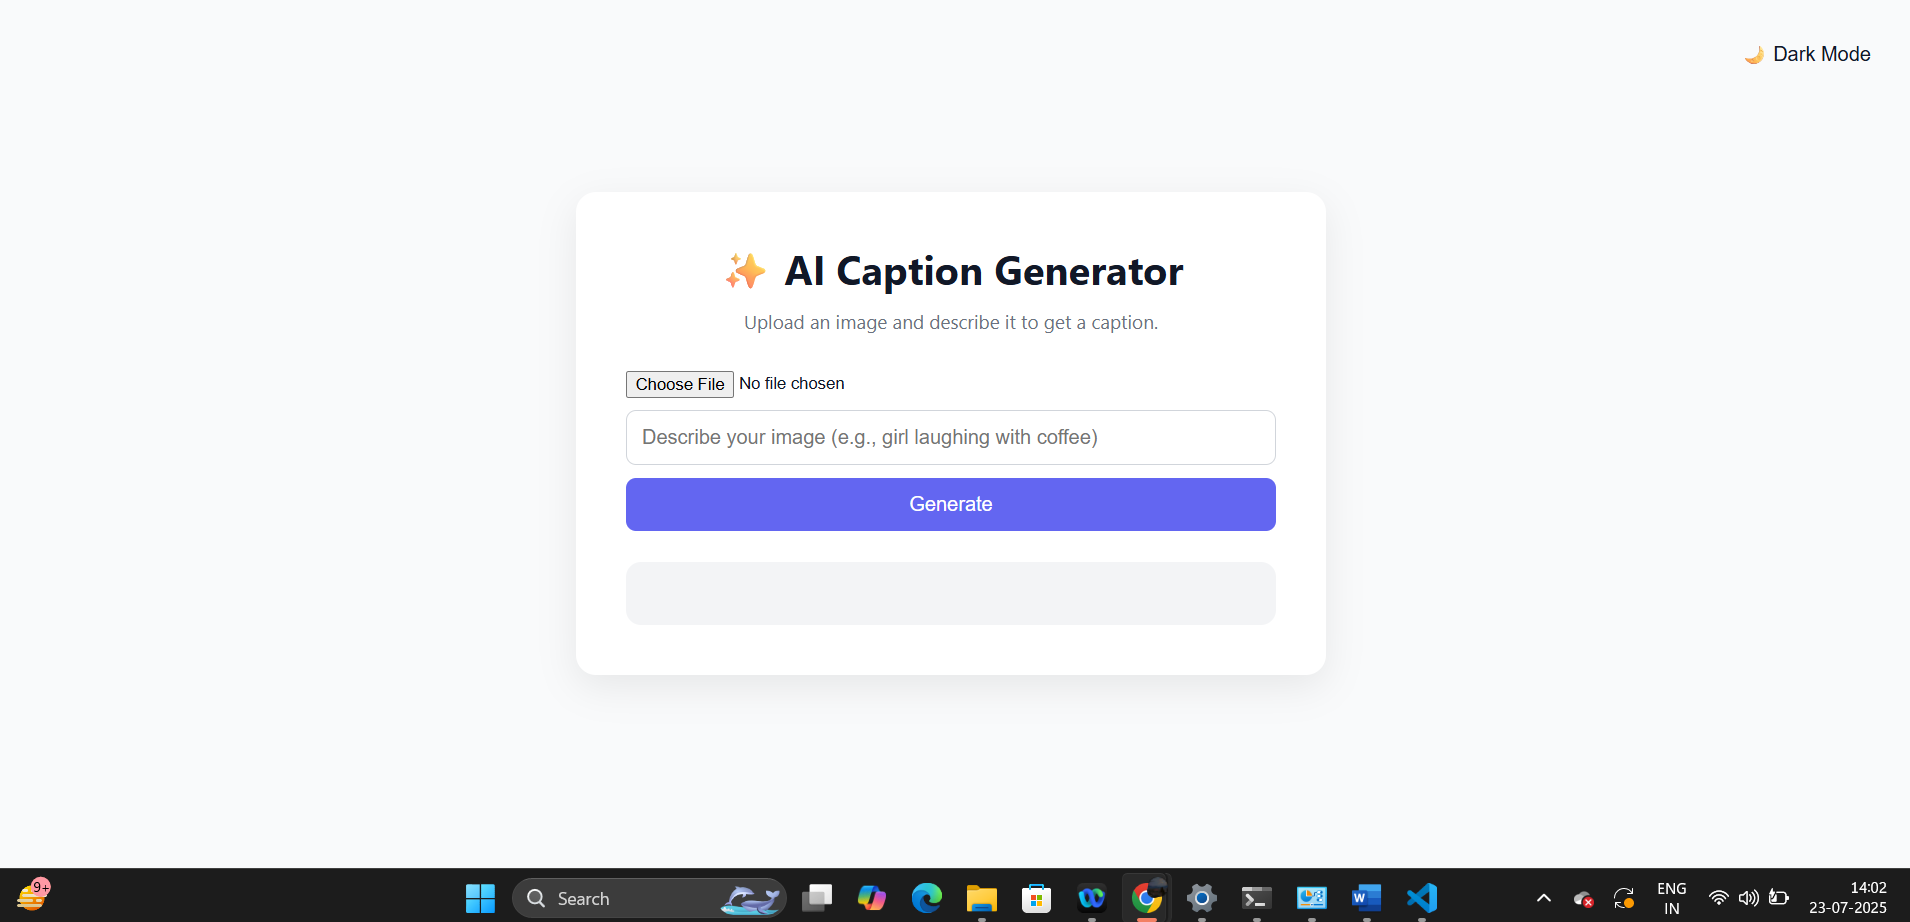 🌙 Dark Mode
✨ AI Caption Generator
Upload an image and describe it to get a caption.
Choose File No file chosen
Describe your image (e.g., girl laughing with coffee)
Generate
9+
Search
W
ENG
IN
14:02
23-07-2025